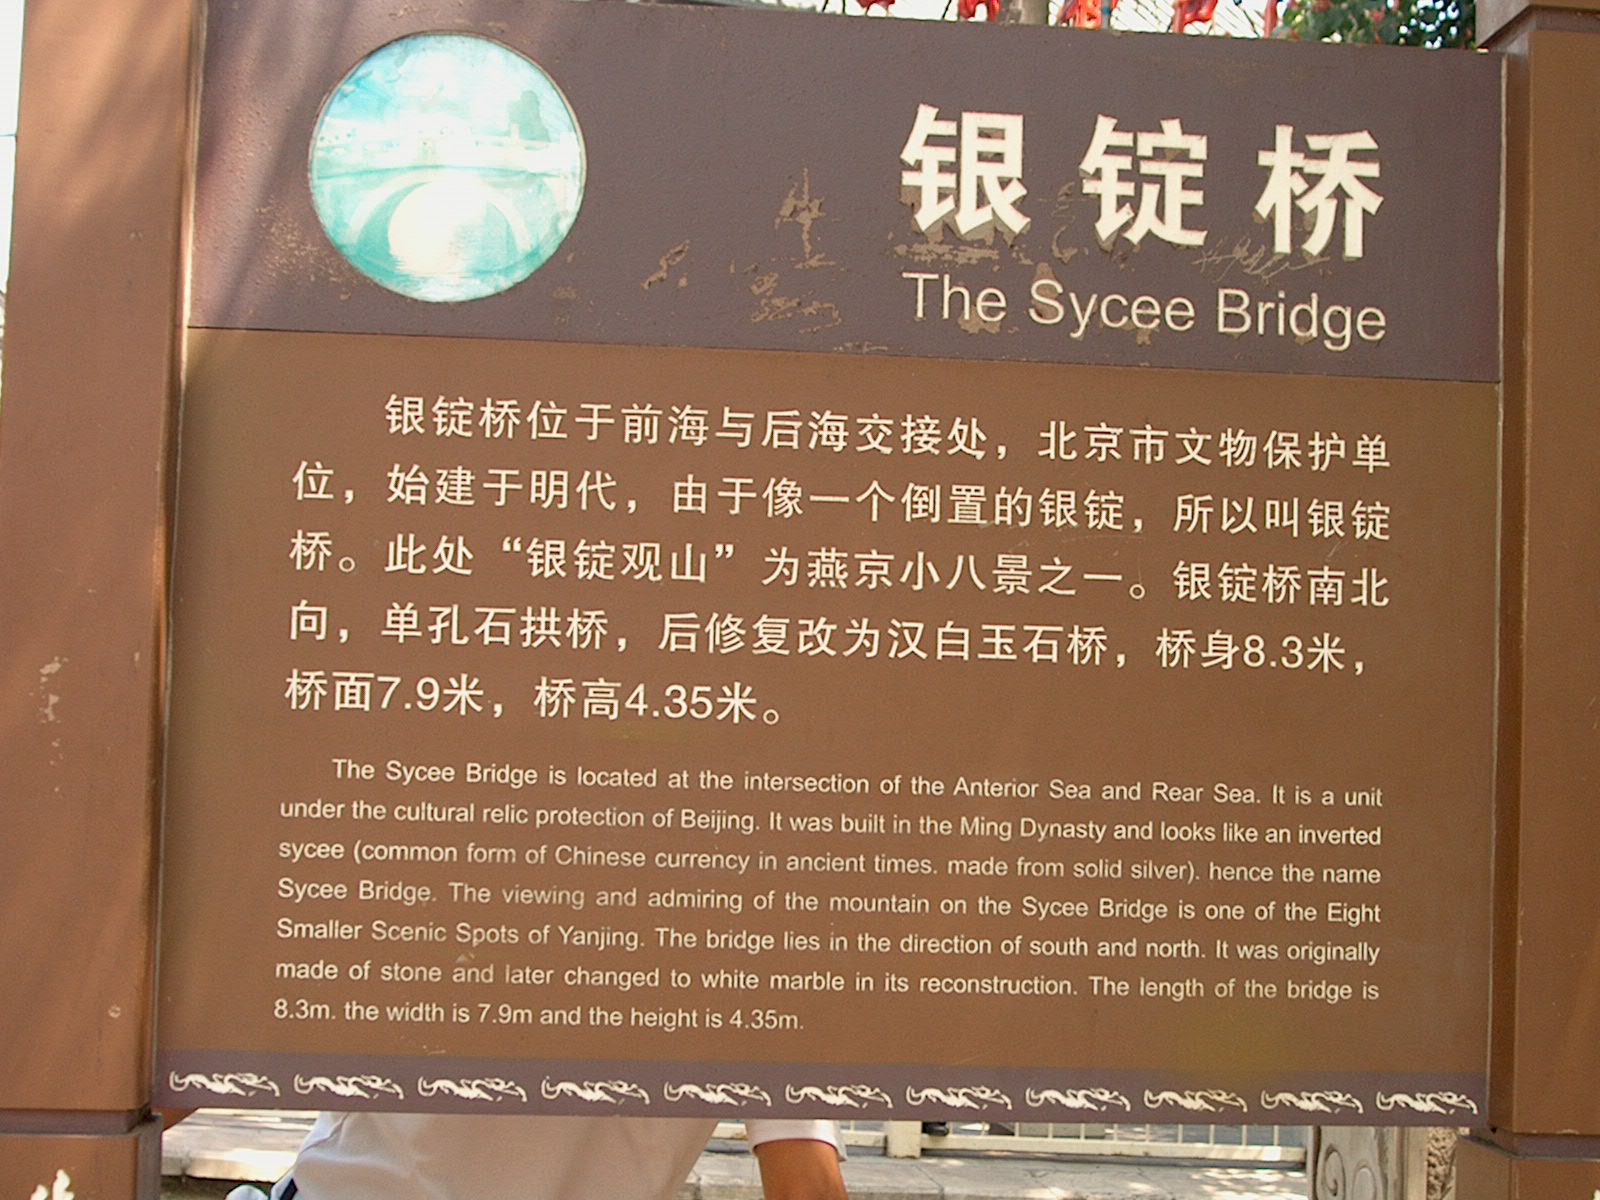 银锭桥
The Sycee Bridge
银锭桥位于前海与后海交接处，北京市文物保护单
位，始建于明代，由于像一个倒置的银锭，所以叫银锭
桥。此处“银锭观山”为燕京小八景之一。银锭桥南北
向，单孔石拱桥，后修复改为汉白玉石桥，桥身8.3米，
桥面7.9米，桥高4.35米。
The Sycee Bridge is located at the intersection of the Anterior Sea and Rear Sea. It is a unit
under the cultural relic protection of Beijing. It was built in the Ming Dynasty and looks like an inverted
sycee (common form of Chinese currency in ancient times. made from solid silver). hence the name
Sycee Bridge. The viewing and admiring of the mountain on the Sycee Bridge is one of the Eight
Smaller Scenic Spots of Yanjing. The bridge lies in the direction of south and north. It was originally
made of stone and later changed to white marble in its reconstruction. The length of the bridge is
8.3m. the width is 7.9m and the height is 4.35m.